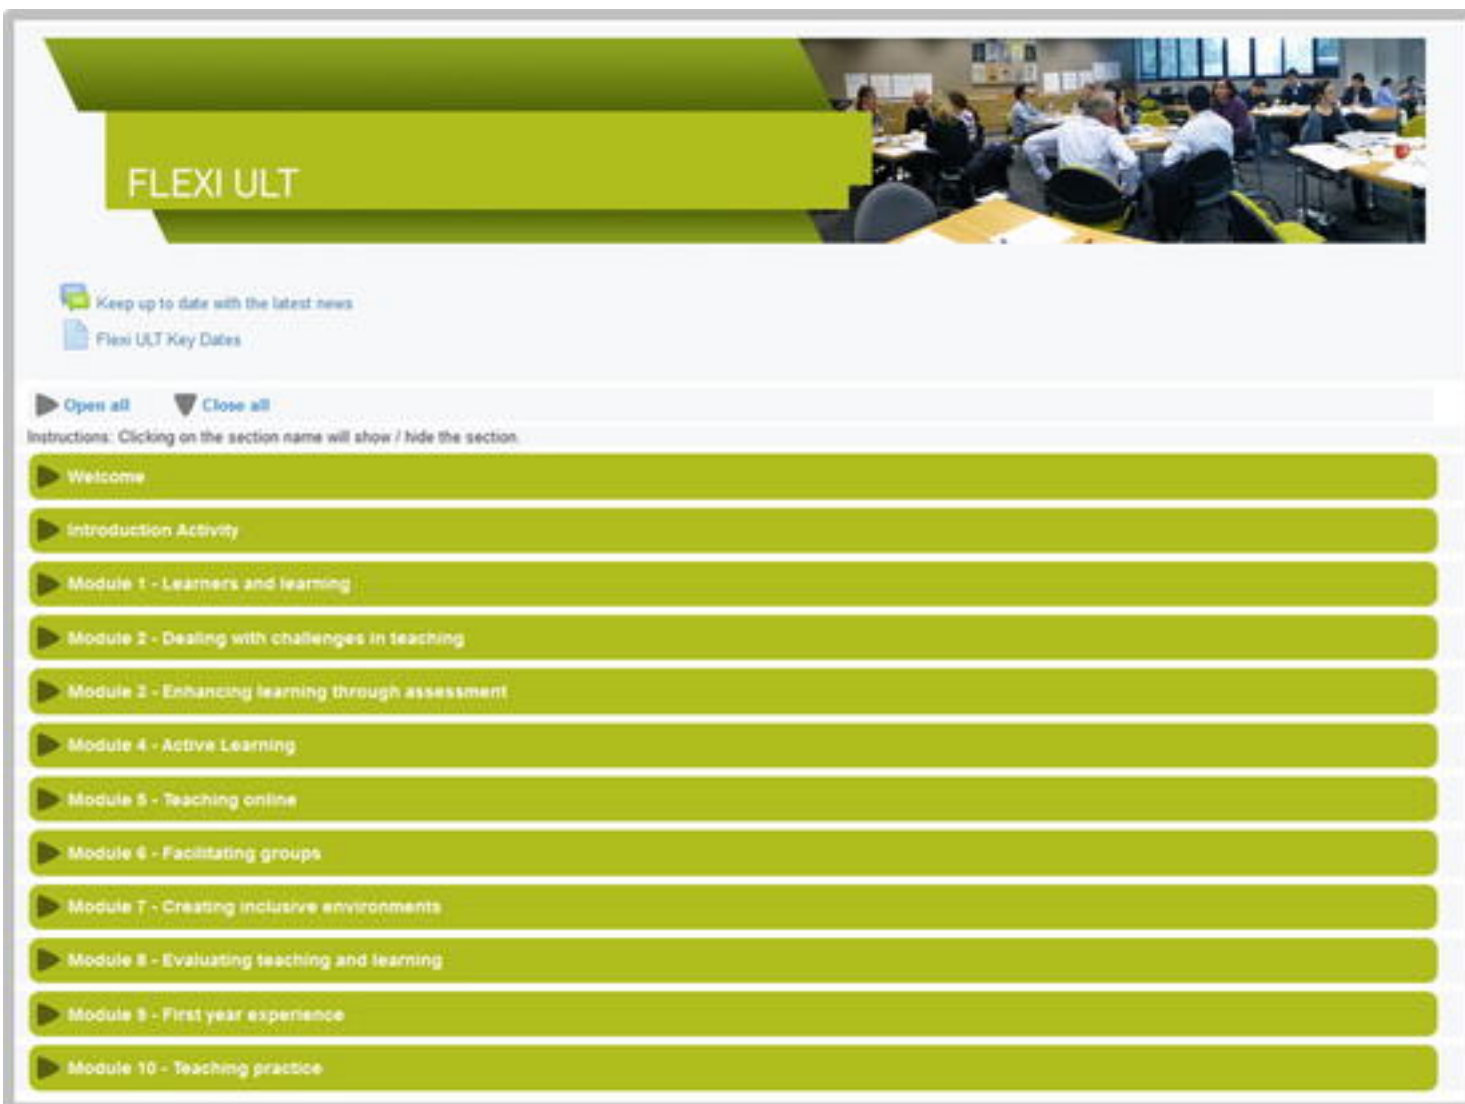 FLEXI ULT
Keep up to date with the latest news
Flexi ULT Key Dates
Open all Close all
Instructions: Clicking on the section name will show / hide the section.
Welcome
Introduction Activity
Module 1 - Learners and learning
Module 2 - Dealing with challenges in teaching
Module 3 - Enhancing learning through assessment
Module 4 - Active Learning
Module 5 - Teaching online
Module 6 - Facilitating groups
Module 7 - Creating inclusive environments
Module 8 - Evaluating teaching and learning
Module 9 - First year experience
Module 10 - Teaching practice